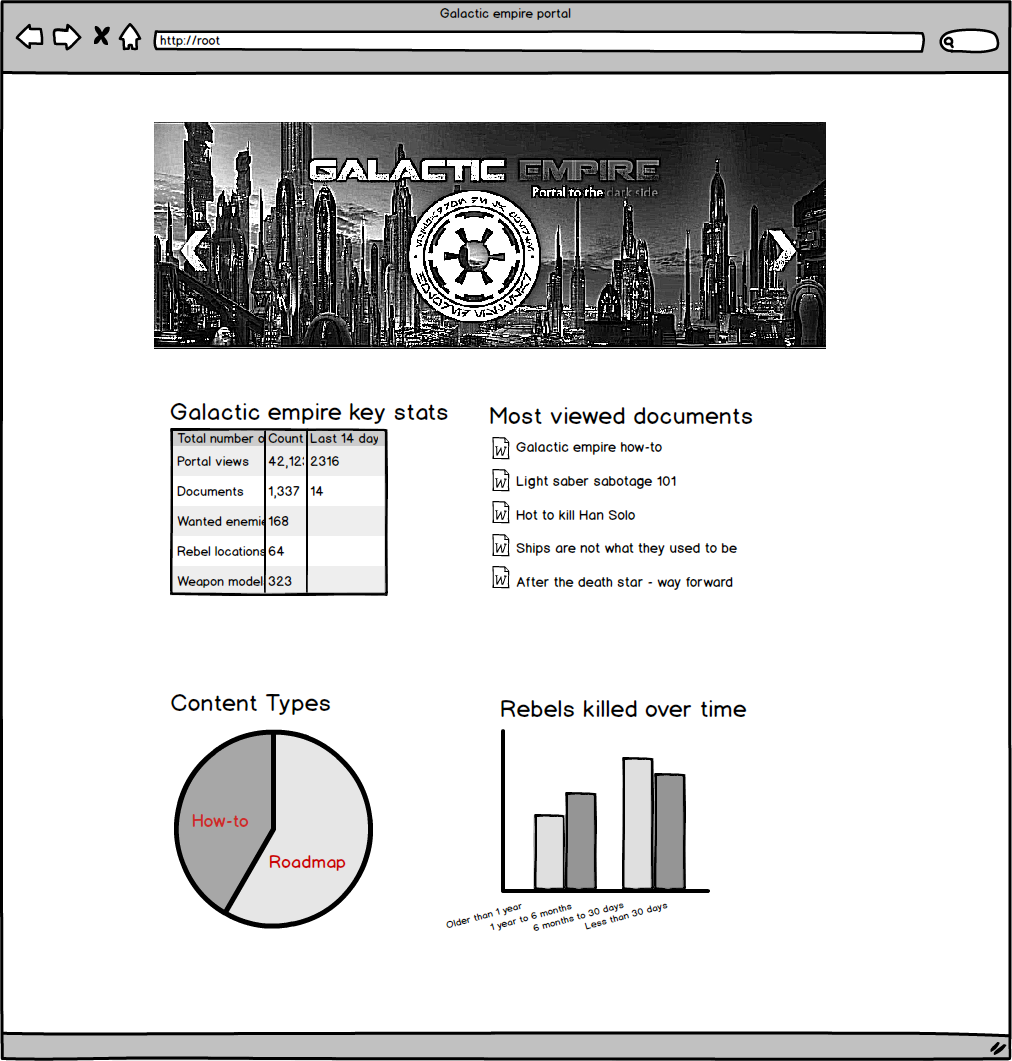 Galactic empire portal
http://root
GALACTIC EMPIRE
Portal to the dark side
Galactic empire key stats
Total number o Count Last 14 day
Portal views 42,12 2316
Documents 1,337 14
Wanted enemie 168
Rebel locations 64
Weapon model 323
Most viewed documents
W Galactic empire how-to
W Light saber sabotage 101
W Hot to kill Han Solo
W Ships are not what they used to be
W After the death star - way forward
Content Types
How-to
Roadmap
Rebels killed over time
Older than 1 year
1 year to 6 months
6 months to 30 days
Less than 30 days